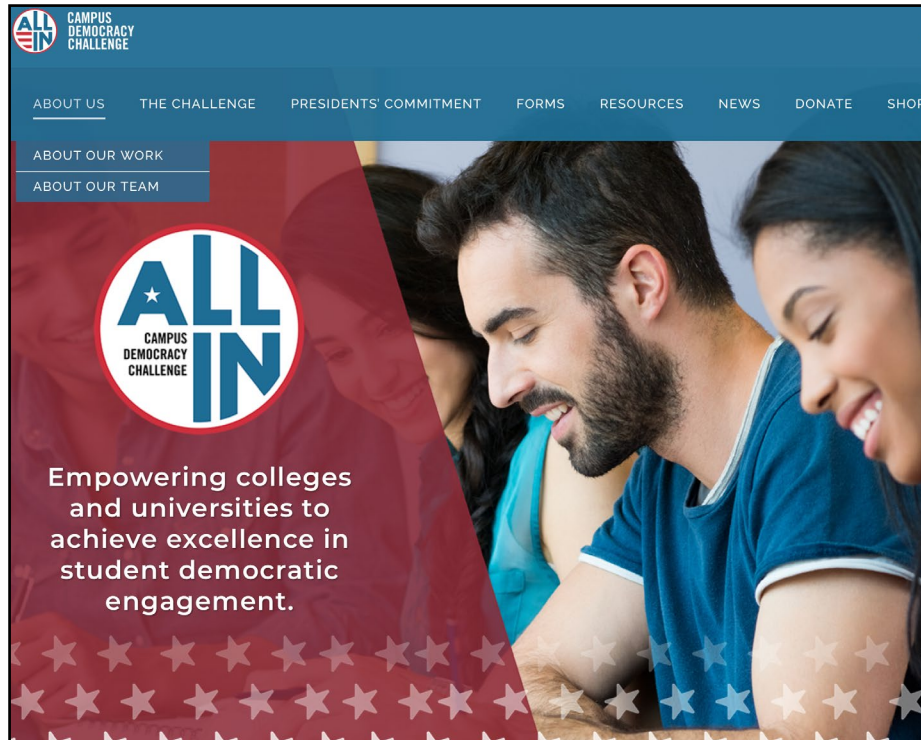 ALL
IN
CAMPUS
DEMOCRACY
CHALLENGE
ABOUT US THE CHALLENGE PRESIDENTS' COMMITMENT FORMS RESOURCES NEWS DONATE SHOP
ABOUT OUR WORK
ABOUT OUR TEAM
ALL
IN
CAMPUS
DEMOCRACY
CHALLENGE
Empowering colleges
and universities to
achieve excellence in
student democratic
engagement.